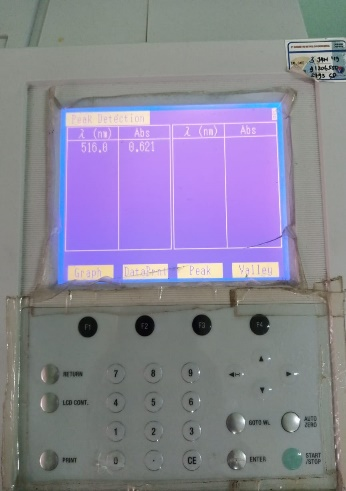 Peak Detection
λ (nm) Abs λ (nm) Abs
516.0 0.621
Graph DataPrnt Peak Valley
F1 F2 F3 F4
RETURN 7 8 9
LCD CONT. 4 5 6
GOTO WL. AUTO ZERO
1 2 3
PRINT 0 CE ENTER START /STOP